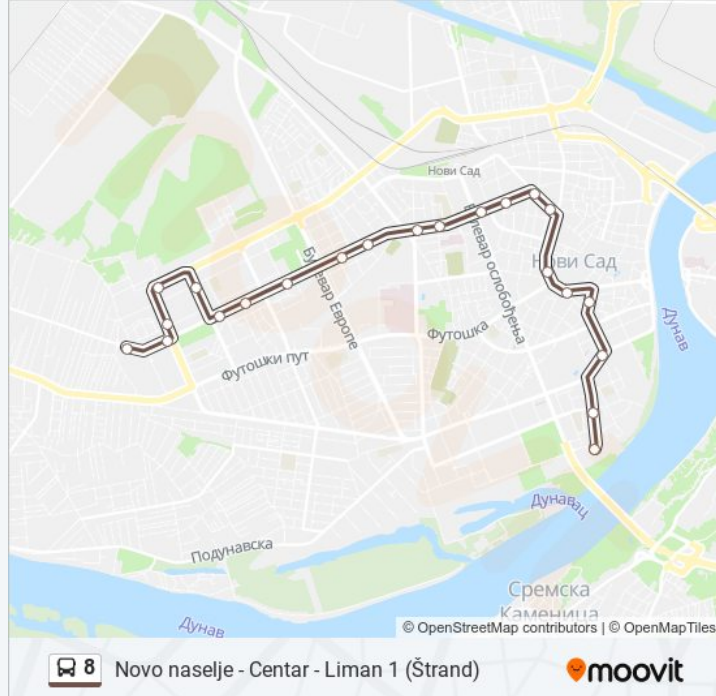 Нови Сад
Булевар ослобођења
Нови Сад
Булевар Европе
Дунав
Футошка
Футошки пут
Дунавац
Подунавска
Сремска
Каменица
Дунав
© OpenStreetMap contributors | © OpenMapTiles
8 Novo naselje - Centar - Liman 1 (Štrand)
moovit